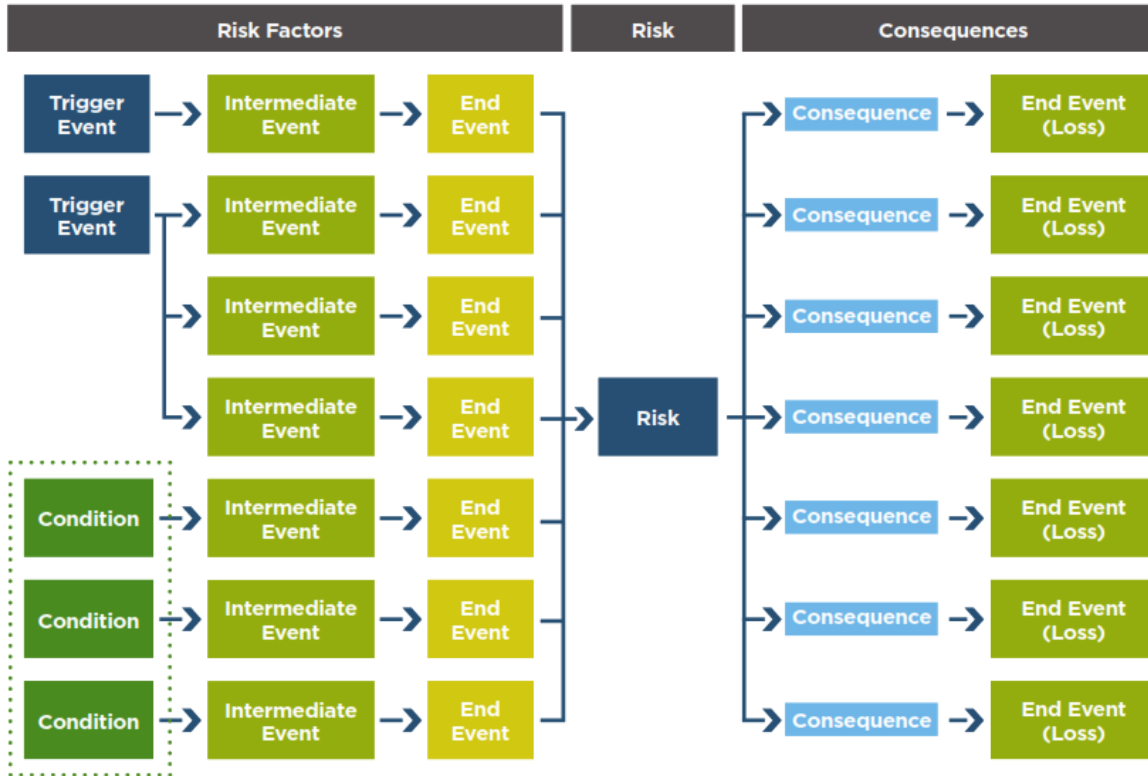 Risk Factors
Risk
Consequences
Trigger
Event
Intermediate
Event
End
Event
Consequence
End Event
(Loss)
Trigger
Event
Intermediate
Event
End
Event
Consequence
End Event
(Loss)
Intermediate
Event
End
Event
Consequence
End Event
(Loss)
Intermediate
Event
End
Event
Risk
Consequence
End Event
(Loss)
Condition
Intermediate
Event
End
Event
Consequence
End Event
(Loss)
Condition
Intermediate
Event
End
Event
Consequence
End Event
(Loss)
Condition
Intermediate
Event
End
Event
Consequence
End Event
(Loss)